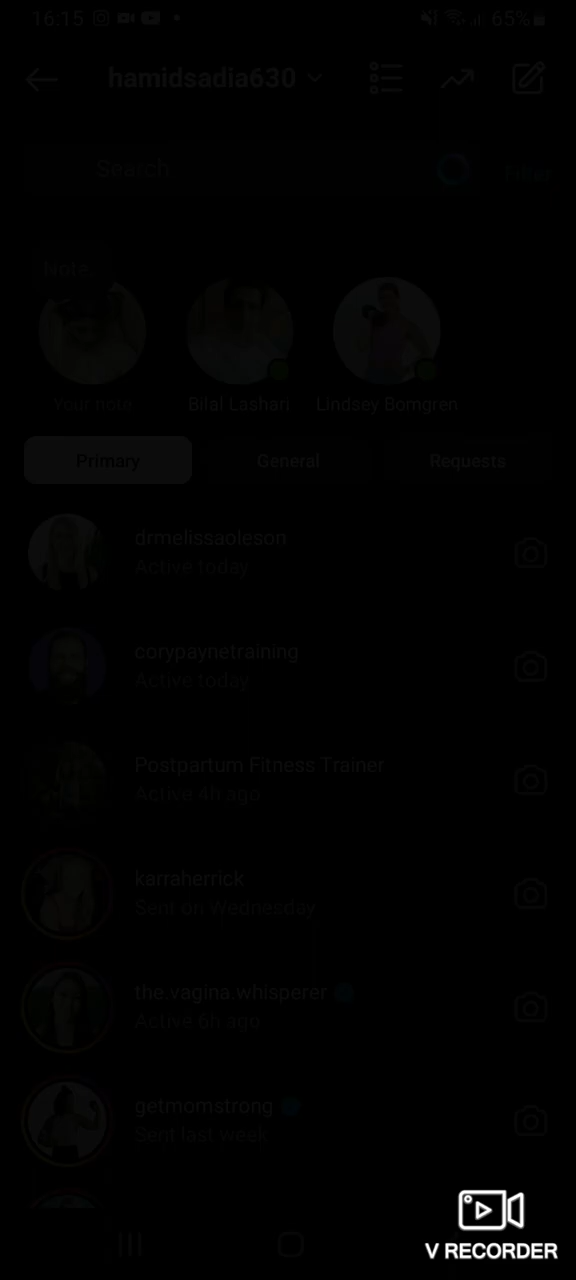 16.15
65%
hamidsadia630
Search
Filter
Note...
Your note
Bilal Lashari
Lindsey Bomgren
Primary
General
Requests
drmelissaoleson
Active today
corypaynetraining
Active today
Postpartum Fitness Trainer
Active 4h ago
karraherrick
Sent on Wednesday
the.vagina.whisperer
Active 6h ago
getmomstrong
Sent last week
V RECORDER